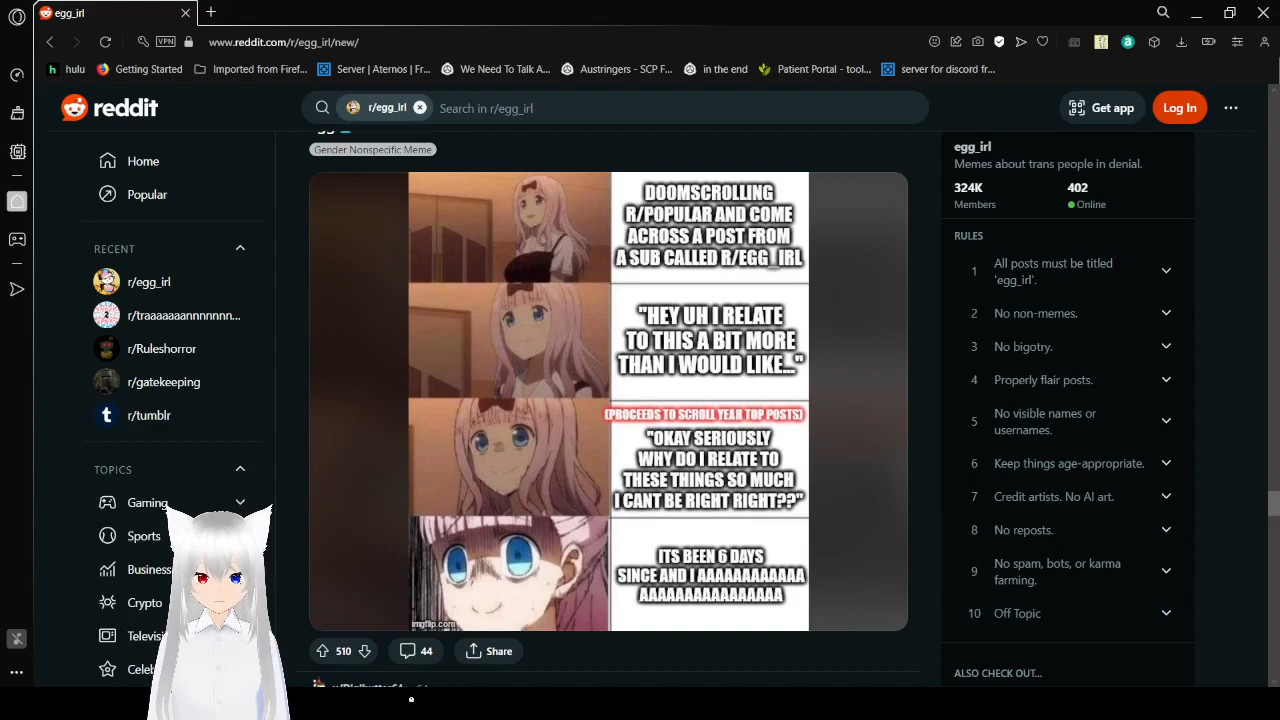 egg_irl
www.reddit.com/r/egg_irl/new/
VPN
hulu
Getting Started
Imported from Firef...
Server | Aternos | Fr...
We Need To Talk A...
Austringers - SCP F...
in the end
Patient Portal - tool...
server for discord fr...
reddit
r/egg_irl
Search in r/egg_irl
Get app
Log In
Home
Popular
RECENT
r/egg_irl
r/traaaaaaannnnnnn...
r/Ruleshorror
r/gatekeeping
r/tumblr
TOPICS
Gaming
Sports
Business
Crypto
Televisi
Celeb
Gender Nonspecific Meme
DOOMSCROLLING
R/POPULAR AND COME
ACROSS A POST FROM
A SUB CALLED R/EGG_IRL
"HEY UH I RELATE
TO THIS A BIT MORE
THAN I WOULD LIKE..."
(PROCEEDS TO SCROLL YEAR TOP POSTS)
"OKAY SERIOUSLY
WHY DO I RELATE TO
THESE THINGS SO MUCH
I CANT BE RIGHT RIGHT??"
ITS BEEN 6 DAYS
SINCE AND I AAAAAAAAAAAA
AAAAAAAAAAAAAAAAA
imgflip.com
510
44
Share
egg_irl
Memes about trans people in denial.
324K
402
Members
Online
RULES
1 All posts must be titled
'egg_irl'.
2 No non-memes.
3 No bigotry.
4 Properly flair posts.
5 No visible names or
usernames.
6 Keep things age-appropriate.
7 Credit artists. No AI art.
8 No reposts.
9 No spam, bots, or karma
farming.
10 Off Topic
ALSO CHECK OUT...